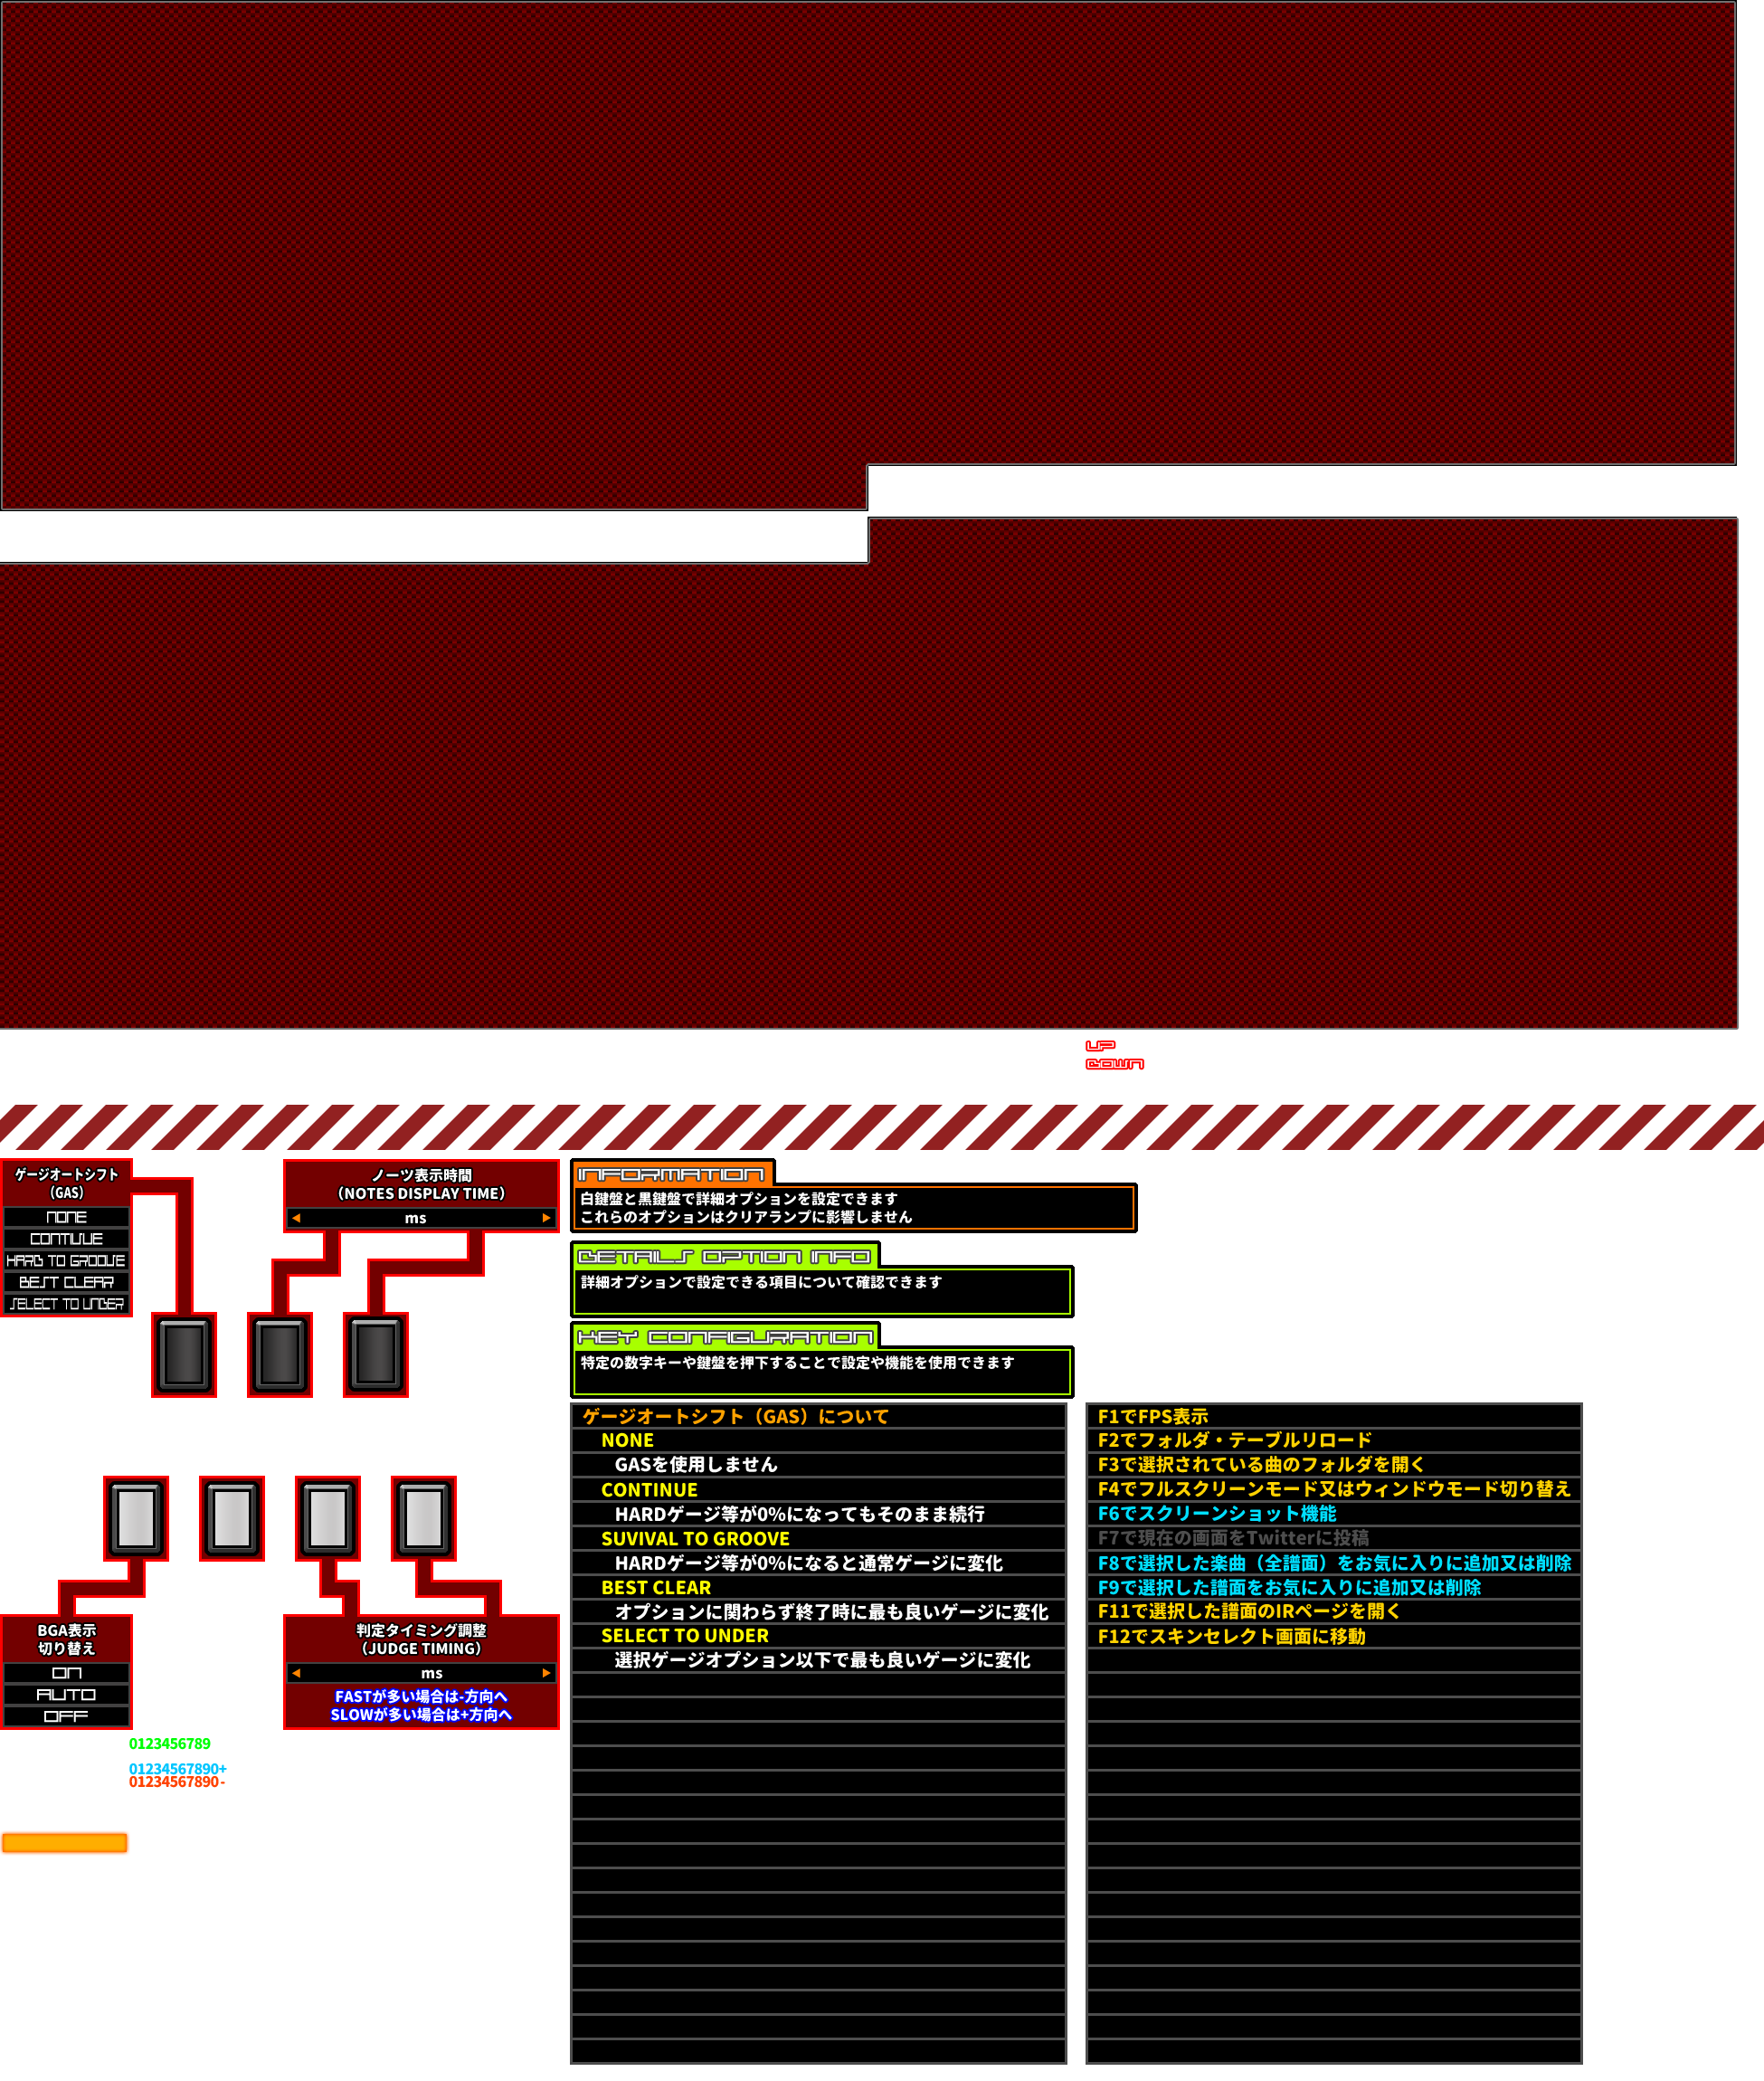 UP
DOWN
ゲージオートシフト
（GAS）
NONE
CONTINUE
HARD TO GROOVE
BEST CLEAR
SELECT TO UNDER
ノーツ表示時間
（NOTES DISPLAY TIME）
ms
INFORMATION
白鍵盤と黒鍵盤で詳細オプションを設定できます
これらのオプションはクリアランプに影響しません
DETAILS OPTION INFO
詳細オプションで設定できる項目について確認できます
KEY CONFIGURATION
特定の数字キーや鍵盤を押下することで設定や機能を使用できます
BGA表示
切り替え
ON
AUTO
OFF
判定タイミング調整
（JUDGE TIMING）
ms
FASTが多い場合は-方向へ
SLOWが多い場合は+方向へ
0123456789
01234567890+
01234567890-
ゲージオートシフト（GAS）について
NONE
GASを使用しません
CONTINUE
HARDゲージ等が0%になってもそのまま続行
SUVIVAL TO GROOVE
HARDゲージ等が0%になると通常ゲージに変化
BEST CLEAR
オプションに関わらず終了時に最も良いゲージに変化
SELECT TO UNDER
選択ゲージオプション以下で最も良いゲージに変化
F1でFPS表示
F2でフォルダ・テーブルリロード
F3で選択されている曲のフォルダを開く
F4でフルスクリーンモード又はウィンドウモード切り替え
F6でスクリーンショット機能
F7で現在の画面をTwitterに投稿
F8で選択した楽曲（全譜面）をお気に入りに追加又は削除
F9で選択した譜面をお気に入りに追加又は削除
F11で選択した譜面のIRページを開く
F12でスキンセレクト画面に移動